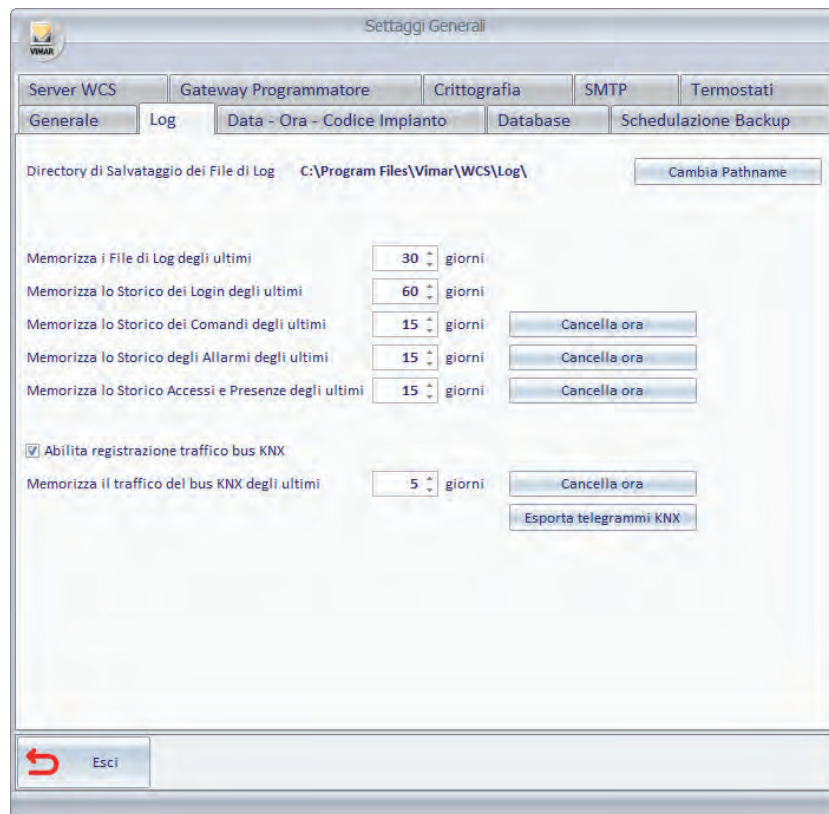 Settaggi Generali
VIMAR
Server WCS Gateway Programmatore Crittografia SMTP Termostati
Generale Log Data - Ora - Codice Impianto Database Schedulazione Backup
Directory di Salvataggio dei File di Log C:\Program Files\Vimar\WCS\Log\ Cambia Pathname
Memorizza i File di Log degli ultimi 30 giorni
Memorizza lo Storico dei Login degli ultimi 60 giorni
Memorizza lo Storico dei Comandi degli ultimi 15 giorni Cancella ora
Memorizza lo Storico degli Allarmi degli ultimi 15 giorni Cancella ora
Memorizza lo Storico Accessi e Presenze degli ultimi 15 giorni Cancella ora
Abilita registrazione traffico bus KNX
Memorizza il traffico del bus KNX degli ultimi 5 giorni Cancella ora
Esporta telegrammi KNX
Esci